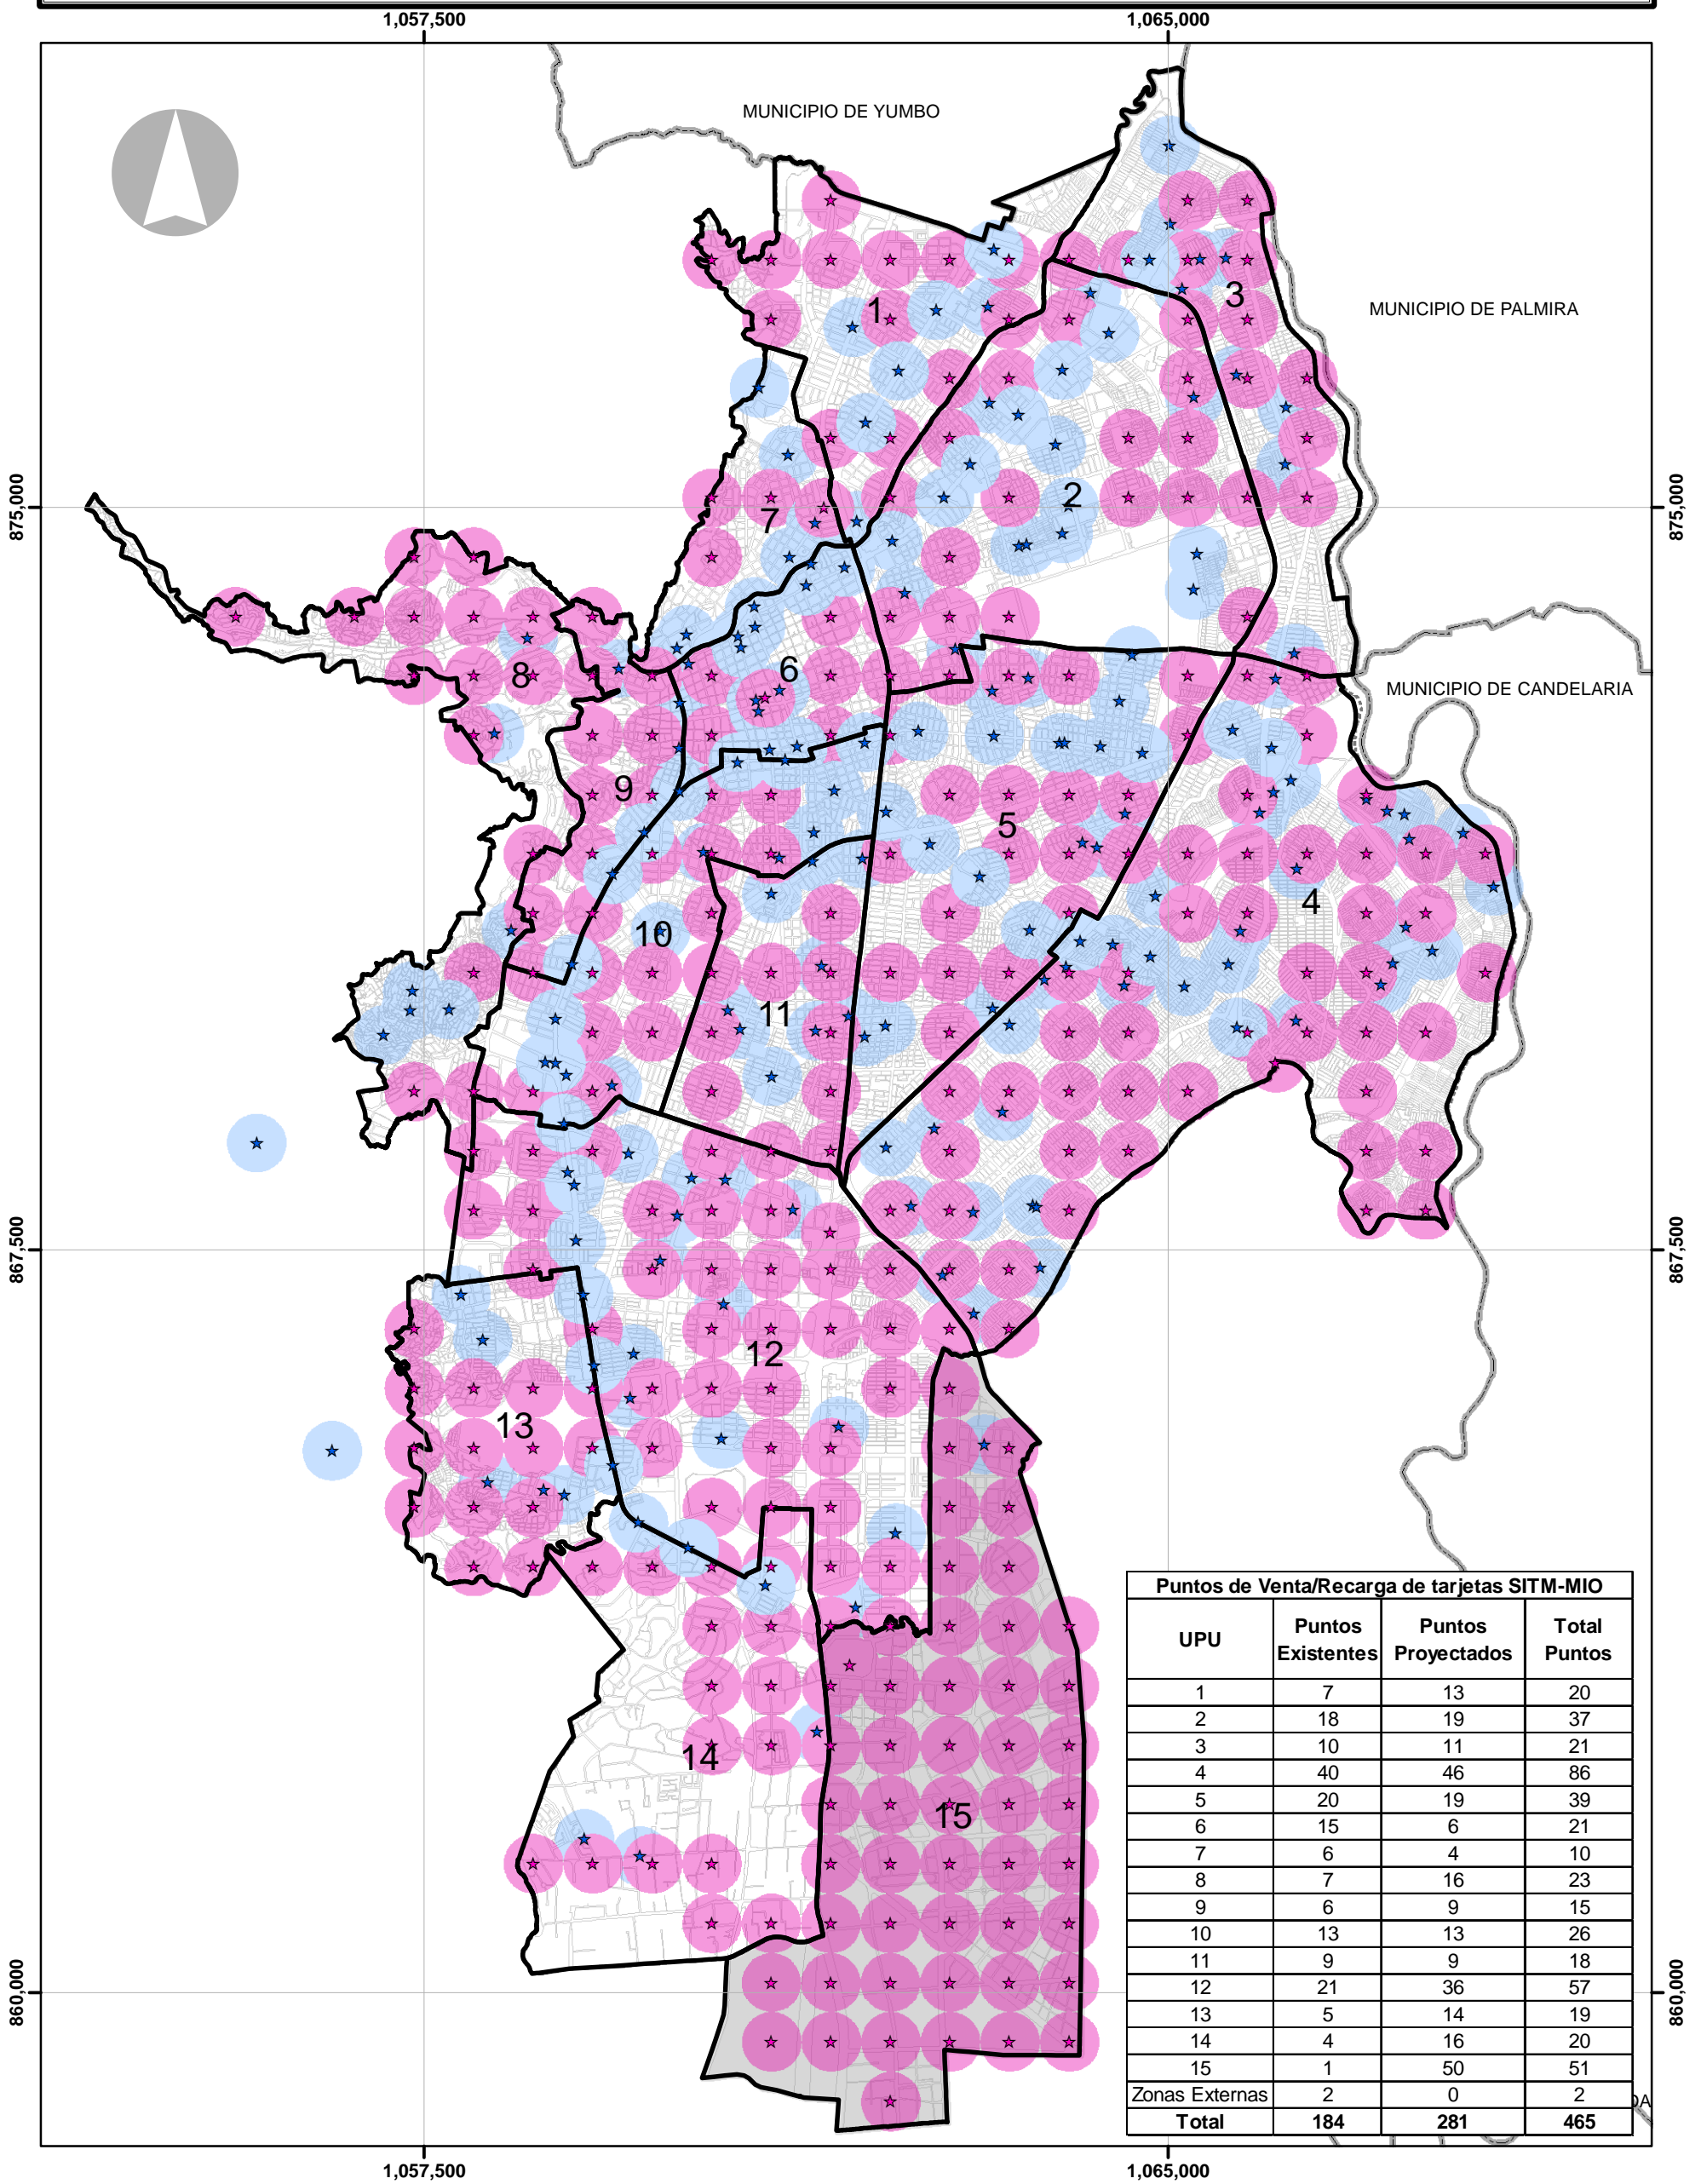 1,057,500 1,065,000
MUNICIPIO DE YUMBO
MUNICIPIO DE PALMIRA
1
3
2
875,000 875,000
7
6
8
MUNICIPIO DE CANDELARIA
9
5
4
10
11
867,500 867,500
12
13
14
15
860,000 860,000
Puntos de Venta/Recarga de tarjetas SITM-MIO
UPU Puntos Existentes Puntos Proyectados Total Puntos
1 7 13 20
2 18 19 37
3 10 11 21
4 40 46 86
5 20 19 39
6 15 6 21
7 6 4 10
8 7 16 23
9 6 9 15
10 13 13 26
11 9 9 18
12 21 36 57
13 5 14 19
14 4 16 20
15 1 50 51
Zonas Externas 2 0 2
Total 184 281 465
1,057,500 1,065,000